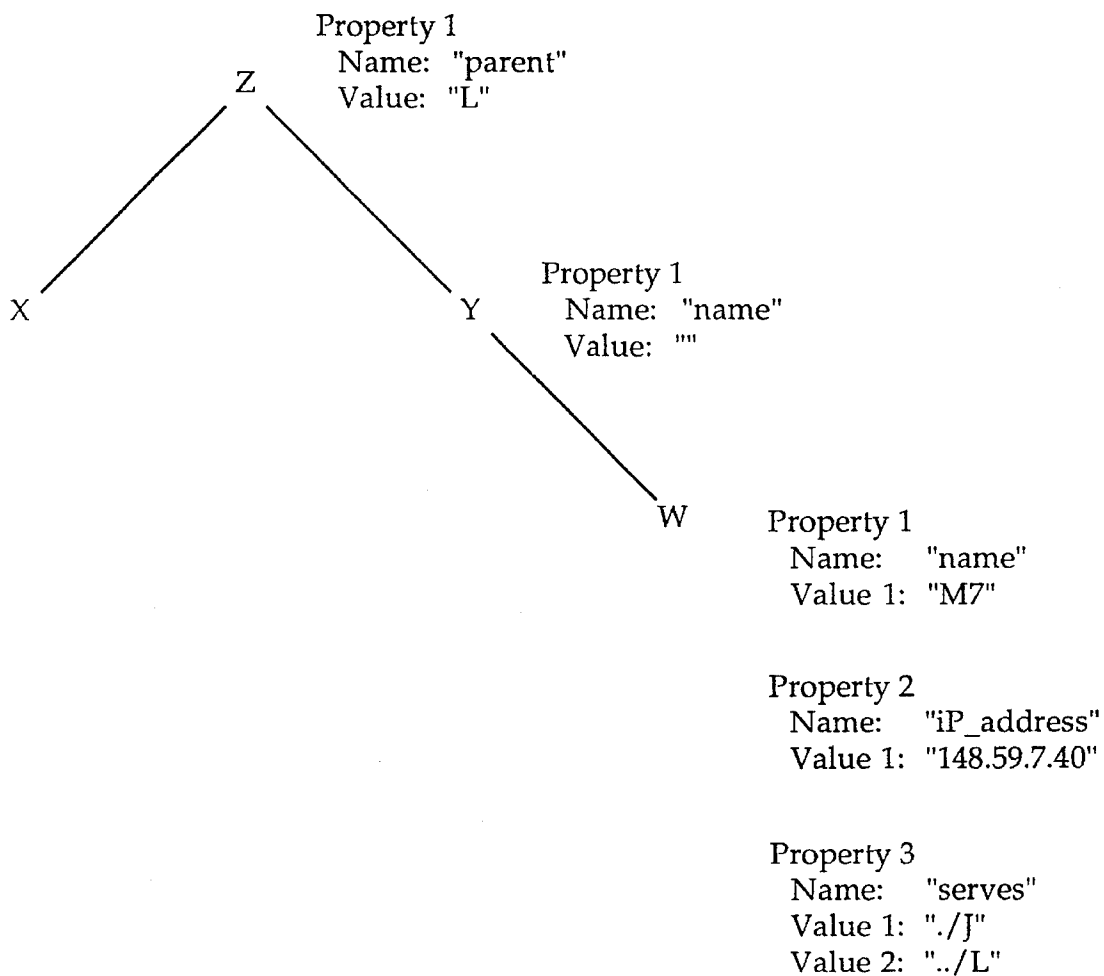 Property 1
Name: "parent"
Value: "L"
Z
X
Y
Property 1
Name: "name"
Value: ""
W
Property 1
Name: "name"
Value 1: "M7"
Property 2
Name: "iP_address"
Value 1: "148.59.7.40"
Property 3
Name: "serves"
Value 1: "./J"
Value 2: "../L"